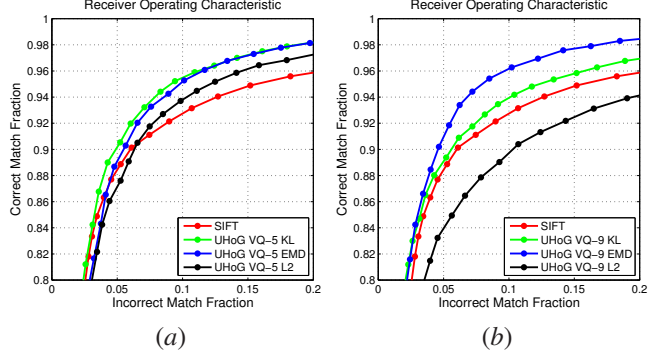 Receiver Operating Characteristic
1
0.98
0.96
0.94
0.92
0.9
0.88
0.86
0.84
0.82
0.8
Correct Match Fraction
SIFT
UHoG VQ−5 KL
UHoG VQ−5 EMD
UHoG VQ−5 L2
0 0.05 0.1 0.15 0.2
Incorrect Match Fraction
(a)
Receiver Operating Characteristic
1
0.98
0.96
0.94
0.92
0.9
0.88
0.86
0.84
0.82
0.8
Correct Match Fraction
SIFT
UHoG VQ−9 KL
UHoG VQ−9 EMD
UHoG VQ−9 L2
0 0.05 0.1 0.15 0.2
Incorrect Match Fraction
(b)